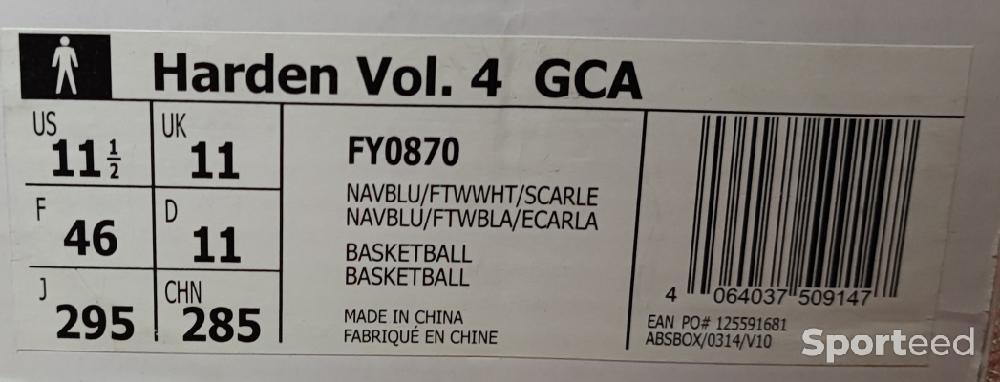 Harden Vol. 4 GCA
US 11 1/2
UK 11
F 46
D 11
J 295
CHN 285
FY0870
NAVBLU/FTWWHT/SCARLE
NAVBLU/FTWBLA/ECARLA
BASKETBALL
BASKETBALL
MADE IN CHINA
FABRIQUÉ EN CHINE
4 064037 509147
EAN PO# 125591681
ABSBOX/0314/V10
Sporteed